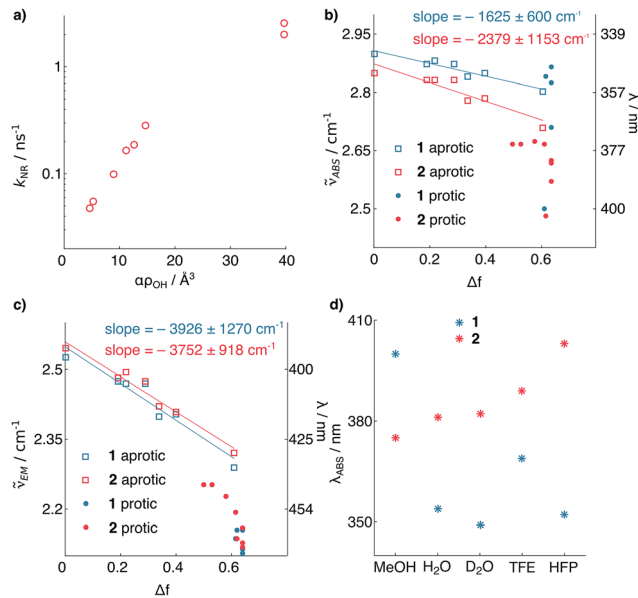 a)
1
0.1
k_NR / ns⁻¹
0 10 20 30 40
αρ_OH / Å³
b)
slope = − 1625 ± 600 cm⁻¹
slope = − 2379 ± 1153 cm⁻¹
2.95
2.8
2.65
2.5
ṽ_ABS / cm⁻¹
339
357
377
400
λ / nm
1 aprotic
2 aprotic
1 protic
2 protic
0 0.2 0.4 0.6
Δf
c)
slope = − 3926 ± 1270 cm⁻¹
slope = − 3752 ± 918 cm⁻¹
2.5
2.35
2.2
ṽ_EM / cm⁻¹
400
425
454
λ / nm
1 aprotic
2 aprotic
1 protic
2 protic
0 0.2 0.4 0.6
Δf
d)
1
2
410
380
350
λ_ABS / nm
MeOH H₂O D₂O TFE HFP